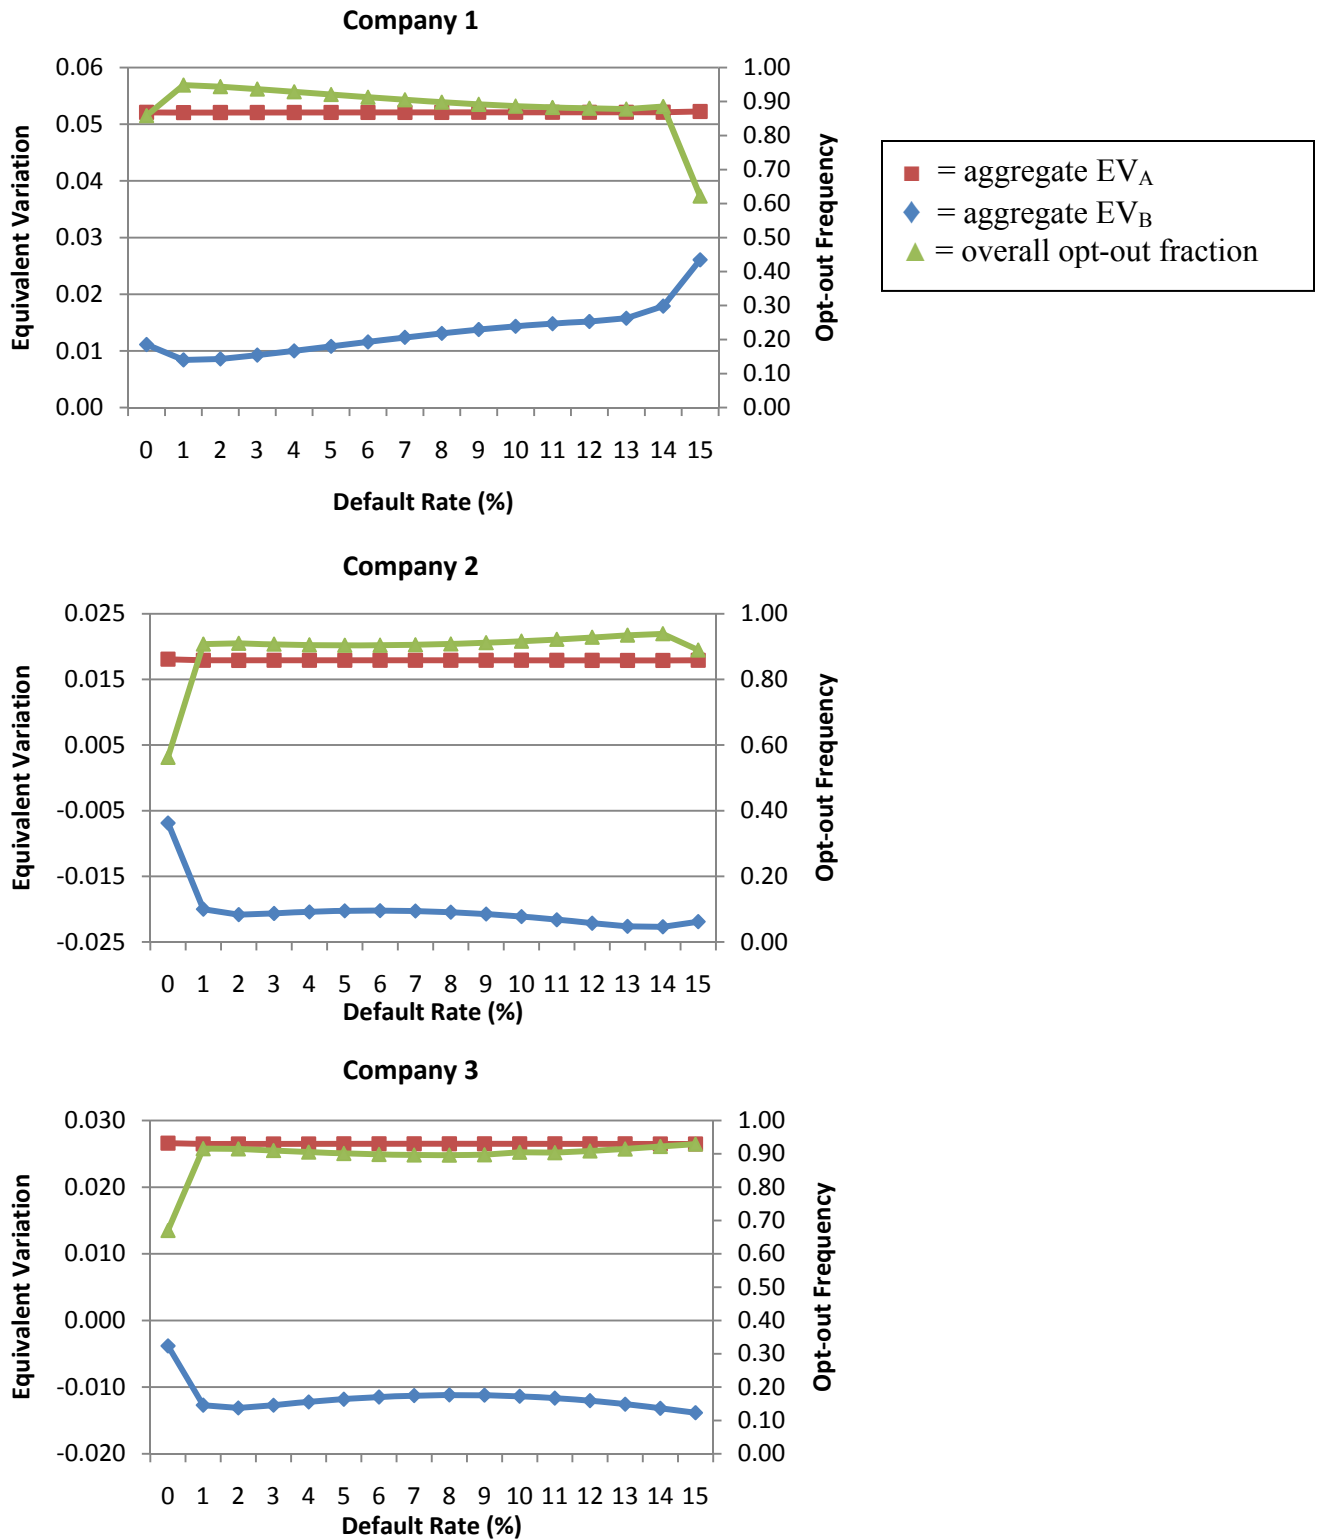 Company 1
0.06
0.05
0.04
0.03
0.02
0.01
0.00
Equivalent Variation
1.00
0.90
0.80
0.70
0.60
0.50
0.40
0.30
0.20
0.10
0.00
Opt-out Frequency
0 1 2 3 4 5 6 7 8 9 10 11 12 13 14 15
Default Rate (%)
= aggregate EVA
= aggregate EVB
= overall opt-out fraction
Company 2
0.025
0.015
0.005
-0.005
-0.015
-0.025
Equivalent Variation
1.00
0.80
0.60
0.40
0.20
0.00
Opt-out Frequency
0 1 2 3 4 5 6 7 8 9 10 11 12 13 14 15
Default Rate (%)
Company 3
0.030
0.020
0.010
0.000
-0.010
-0.020
Equivalent Variation
1.00
0.90
0.80
0.70
0.60
0.50
0.40
0.30
0.20
0.10
0.00
Opt-out Frequency
0 1 2 3 4 5 6 7 8 9 10 11 12 13 14 15
Default Rate (%)